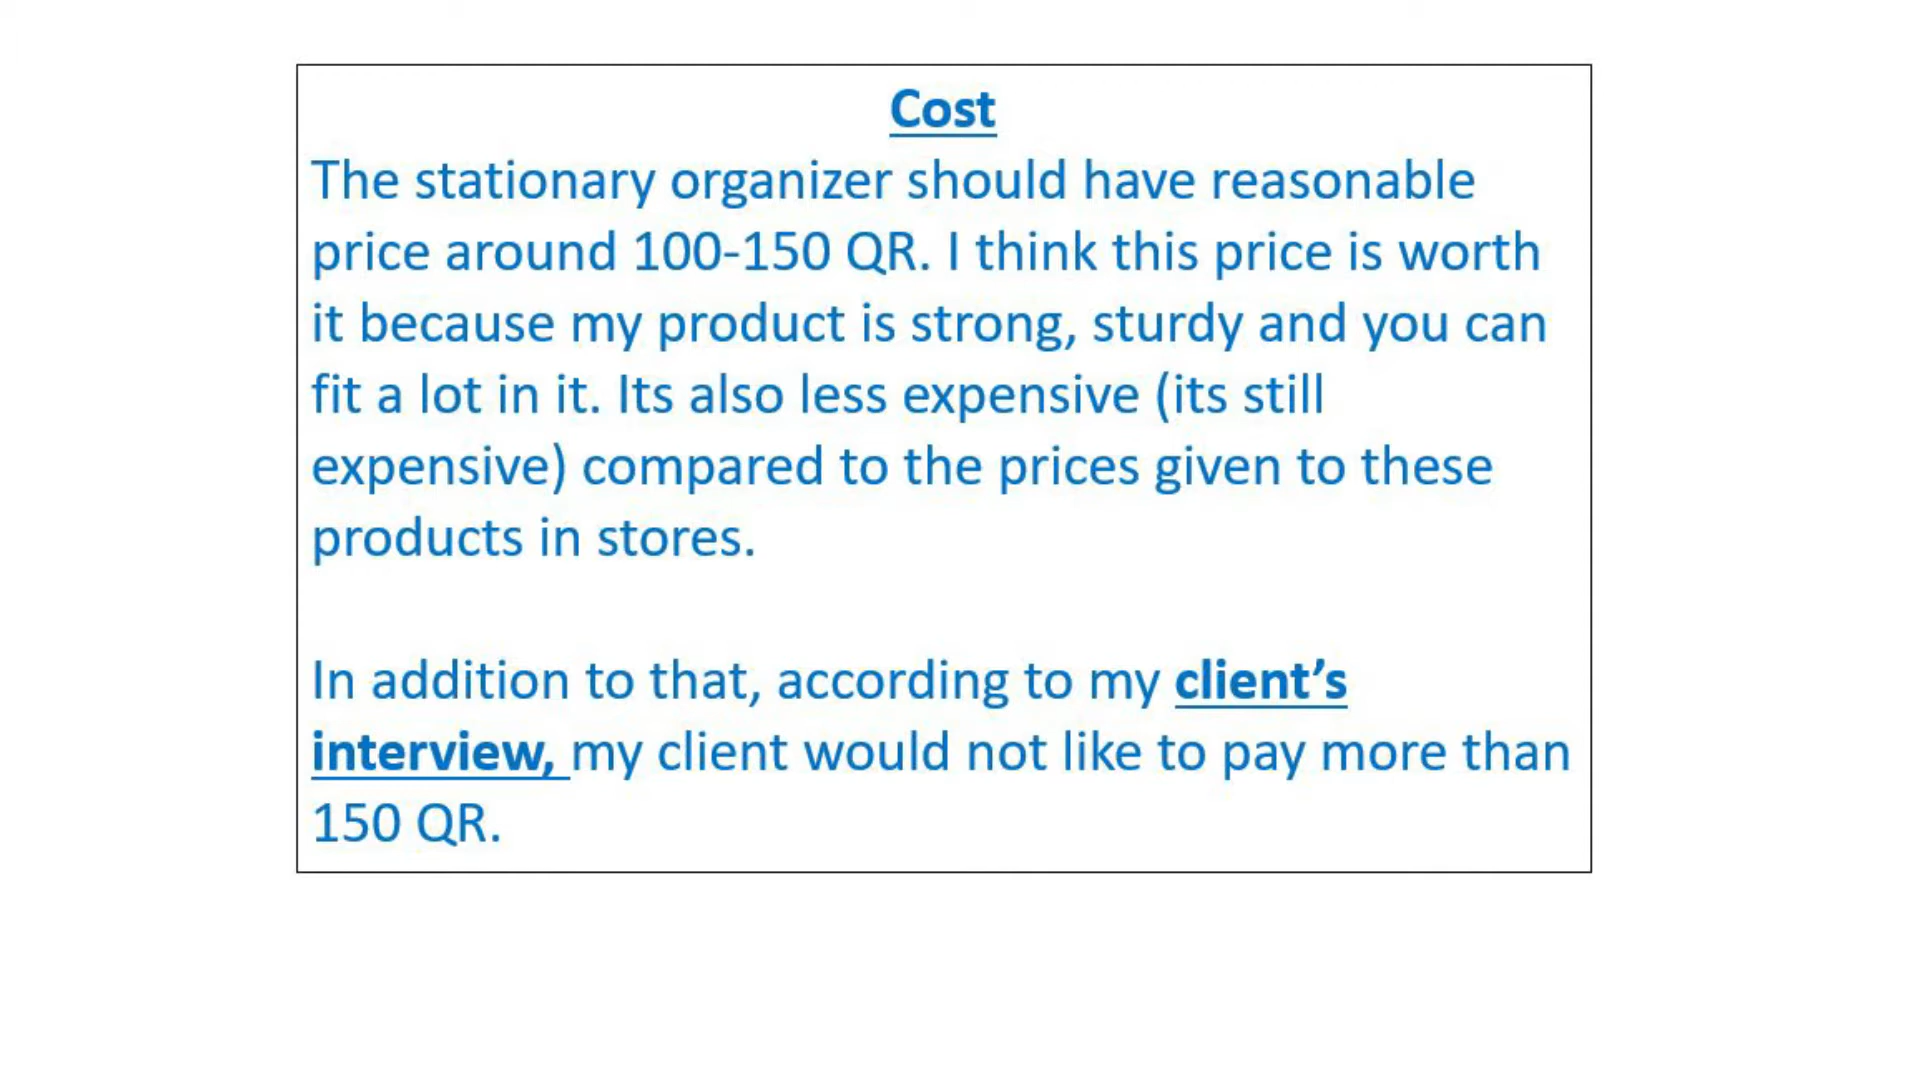 Cost
The stationary organizer should have reasonable
price around 100-150 QR. I think this price is worth
it because my product is strong, sturdy and you can
fit a lot in it. Its also less expensive (its still
expensive) compared to the prices given to these
products in stores.
In addition to that, according to my client’s
interview, my client would not like to pay more than
150 QR.